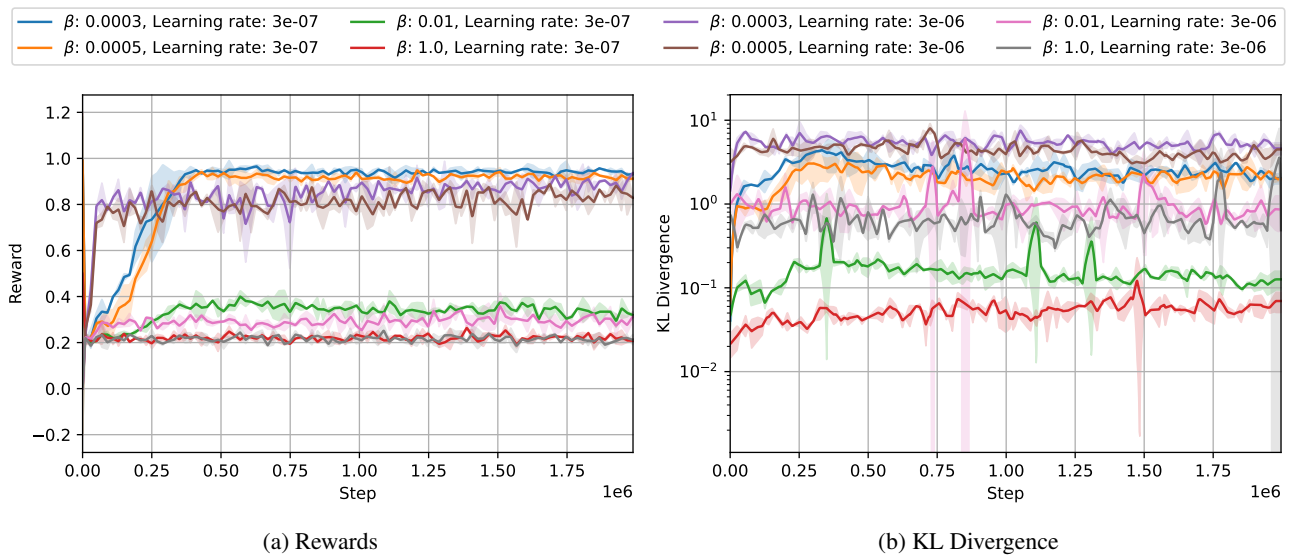 β: 0.0003, Learning rate: 3e-07 β: 0.01, Learning rate: 3e-07 β: 0.0003, Learning rate: 3e-06 β: 0.01, Learning rate: 3e-06
β: 0.0005, Learning rate: 3e-07 β: 1.0, Learning rate: 3e-07 β: 0.0005, Learning rate: 3e-06 β: 1.0, Learning rate: 3e-06
Reward
1.2
1.0
0.8
0.6
0.4
0.2
0.0
−0.2
0.00 0.25 0.50 0.75 1.00 1.25 1.50 1.75
Step
1e6
(a) Rewards
KL Divergence
10¹
10⁰
10⁻¹
10⁻²
0.00 0.25 0.50 0.75 1.00 1.25 1.50 1.75
Step
1e6
(b) KL Divergence